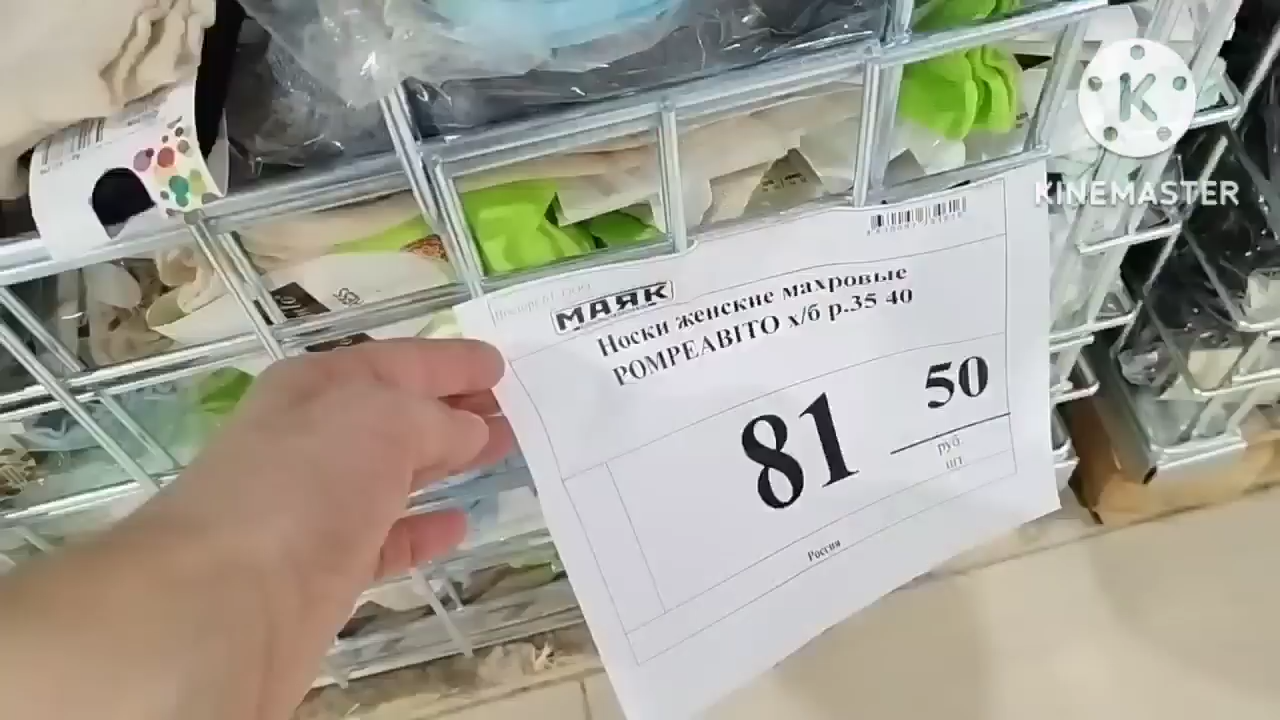 МАЯК
Носки женские махровые
POMPEABITO х/б р.35 40
81 50
руб
шт
Россия
KINEMASTER